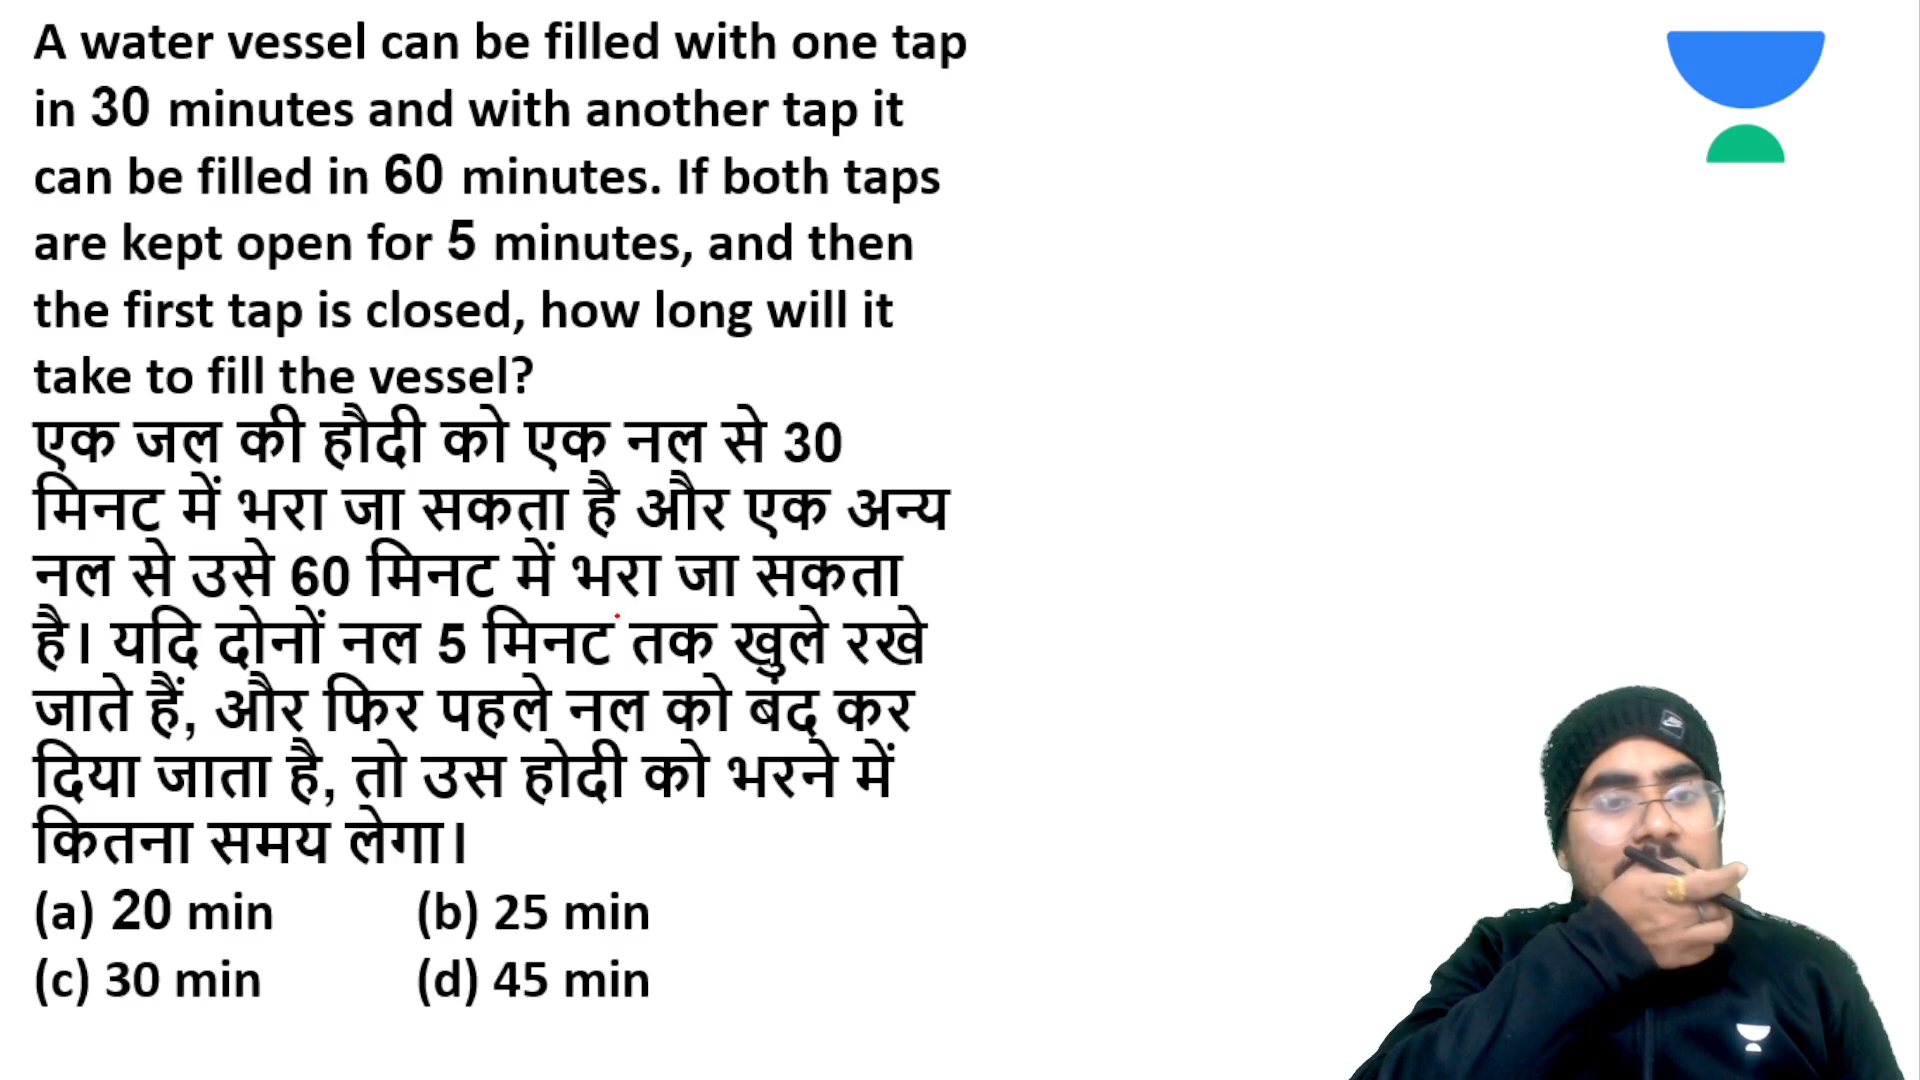 A water vessel can be filled with one tap
in 30 minutes and with another tap it
can be filled in 60 minutes. If both taps
are kept open for 5 minutes, and then
the first tap is closed, how long will it
take to fill the vessel?
एक जल की हौदी को एक नल से 30
मिनट में भरा जा सकता है और एक अन्य
नल से उसे 60 मिनट में भरा जा सकता
है। यदि दोनों नल 5 मिनट तक खुले रखे
जाते हैं, और फिर पहले नल को बंद कर
दिया जाता है, तो उस होदी को भरने में
कितना समय लेगा।
(a) 20 min (b) 25 min
(c) 30 min (d) 45 min